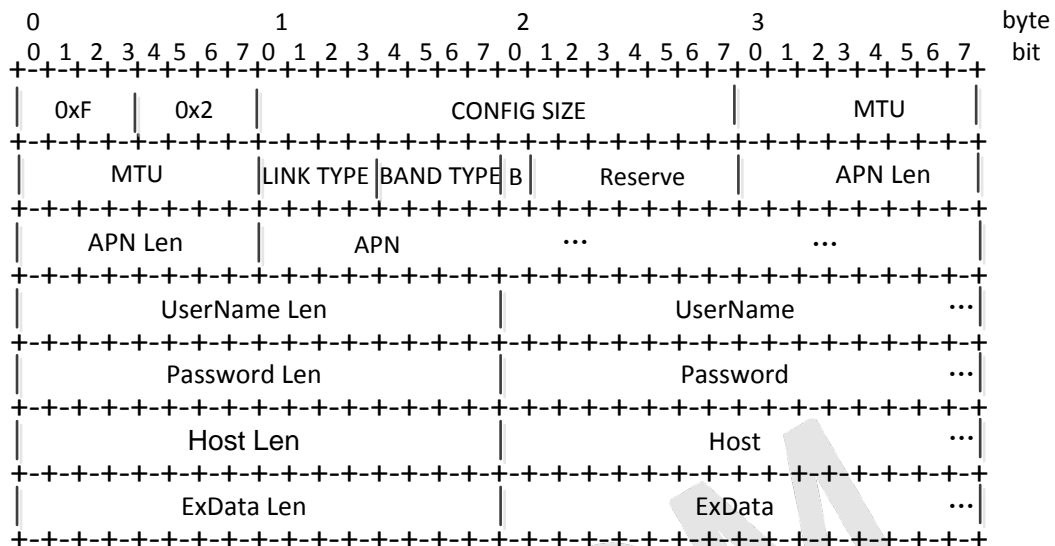 0 1 2 3 byte
0 1 2 3 4 5 6 7 0 1 2 3 4 5 6 7 0 1 2 3 4 5 6 7 0 1 2 3 4 5 6 7 bit
+-+-+-+-+-+-+-+-+-+-+-+-+-+-+-+-+-+-+-+-+-+-+-+-+-+-+-+-+-+-+-+-+
| 0xF | 0x2 | CONFIG SIZE | MTU |
+-+-+-+-+-+-+-+-+-+-+-+-+-+-+-+-+-+-+-+-+-+-+-+-+-+-+-+-+-+-+-+-+
| MTU |LINK TYPE |BAND TYPE| B | Reserve | APN Len |
+-+-+-+-+-+-+-+-+-+-+-+-+-+-+-+-+-+-+-+-+-+-+-+-+-+-+-+-+-+-+-+-+
| APN Len | APN ... ... |
+-+-+-+-+-+-+-+-+-+-+-+-+-+-+-+-+-+-+-+-+-+-+-+-+-+-+-+-+-+-+-+-+
| UserName Len | UserName ...|
+-+-+-+-+-+-+-+-+-+-+-+-+-+-+-+-+-+-+-+-+-+-+-+-+-+-+-+-+-+-+-+-+
| Password Len | Password ...|
+-+-+-+-+-+-+-+-+-+-+-+-+-+-+-+-+-+-+-+-+-+-+-+-+-+-+-+-+-+-+-+-+
| Host Len | Host ...|
+-+-+-+-+-+-+-+-+-+-+-+-+-+-+-+-+-+-+-+-+-+-+-+-+-+-+-+-+-+-+-+-+
| ExData Len | ExData ...|
+-+-+-+-+-+-+-+-+-+-+-+-+-+-+-+-+-+-+-+-+-+-+-+-+-+-+-+-+-+-+-+-+